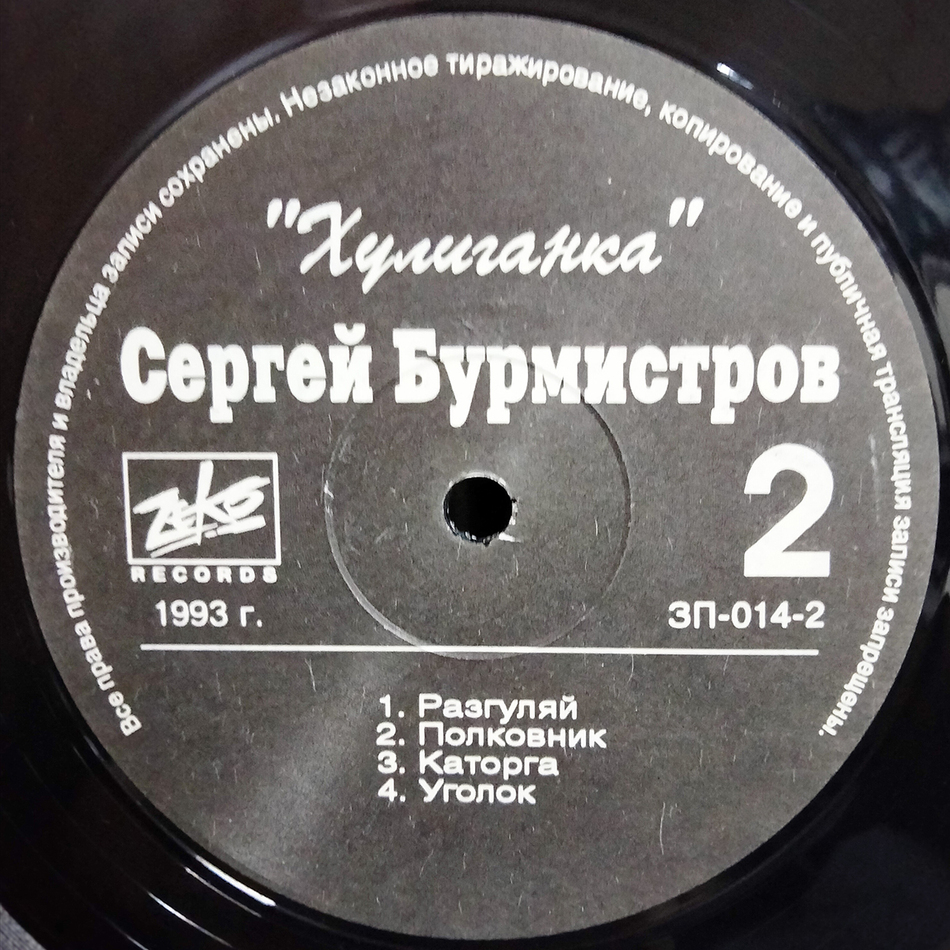 Все права производителя и владельца записи сохранены. Незаконное тиражирование, копирование и публичная трансляция записи запрещены.
"Хулиганка"
Сергей Бурмистров
ZEKO
RECORDS
2
1993 г.
ЗП-014-2
1. Разгуляй
2. Полковник
3. Каторга
4. Уголок